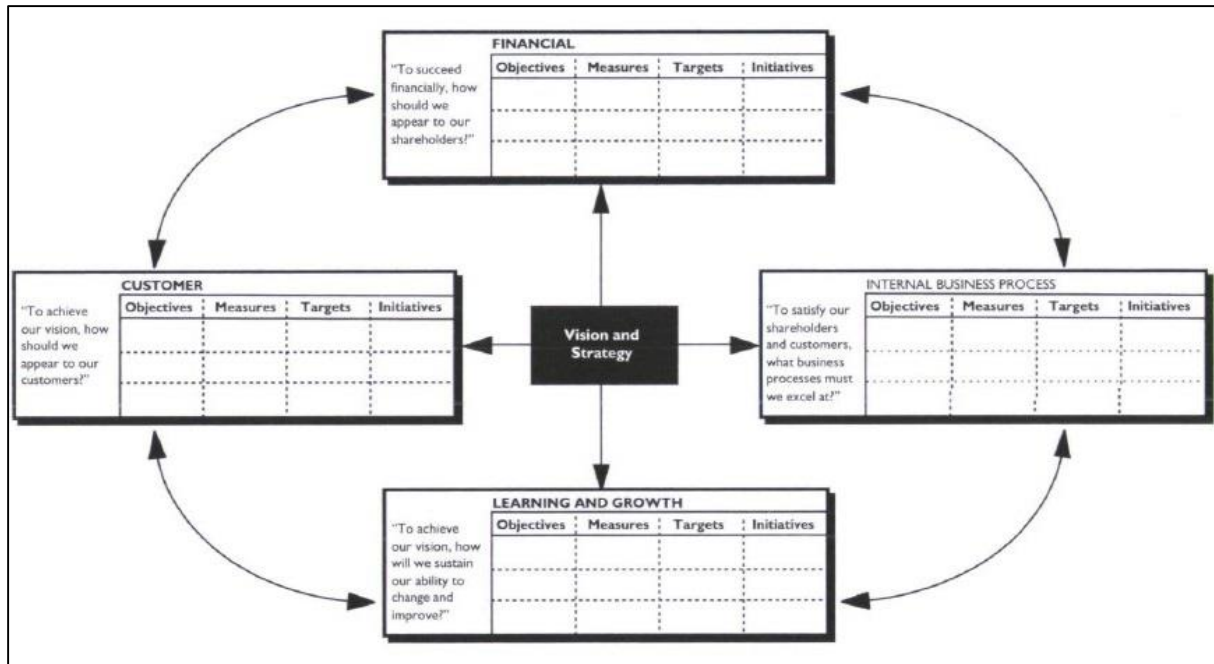 FINANCIAL
"To succeed
financially, how
should we
appear to our
shareholders?"
Objectives Measures Targets Initiatives
CUSTOMER
"To achieve
our vision, how
should we
appear to our
customers?"
Objectives Measures Targets Initiatives
Vision and
Strategy
INTERNAL BUSINESS PROCESS
"To satisfy our
shareholders
and customers,
what business
processes must
we excel at?"
Objectives Measures Targets Initiatives
LEARNING AND GROWTH
"To achieve
our vision, how
will we sustain
our ability to
change and
improve?"
Objectives Measures Targets Initiatives